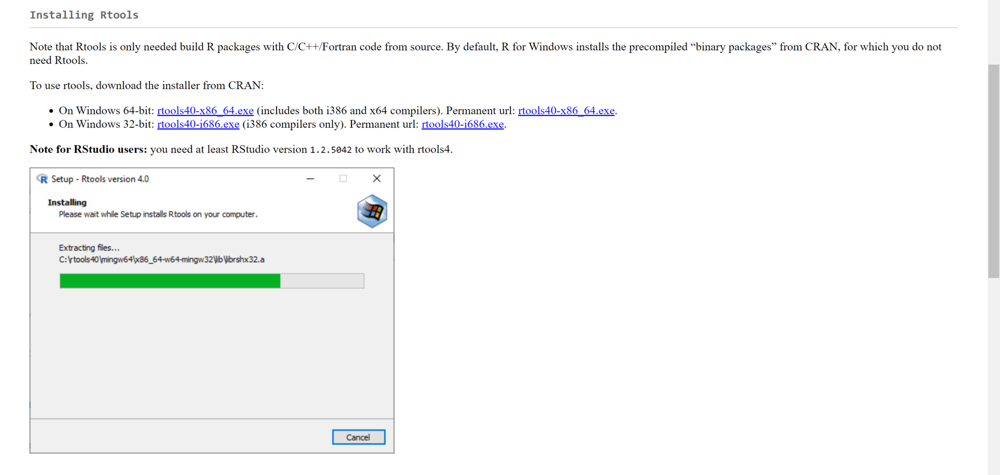 Installing Rtools
Note that Rtools is only needed build R packages with C/C++/Fortran code from source. By default, R for Windows installs the precompiled “binary packages” from CRAN, for which you do not
need Rtools.
To use rtools, download the installer from CRAN:
• On Windows 64-bit: rtools40-x86_64.exe (includes both i386 and x64 compilers). Permanent url: rtools40-x86_64.exe.
• On Windows 32-bit: rtools40-i686.exe (i386 compilers only). Permanent url: rtools40-i686.exe.
Note for RStudio users: you need at least RStudio version 1.2.5042 to work with rtools4.
R Setup - Rtools version 4.0
Installing
Please wait while Setup installs Rtools on your computer.
Extracting files...
C:\rtools40\mingw64\x86_64-w64-mingw32\lib\librshx32.a
Cancel